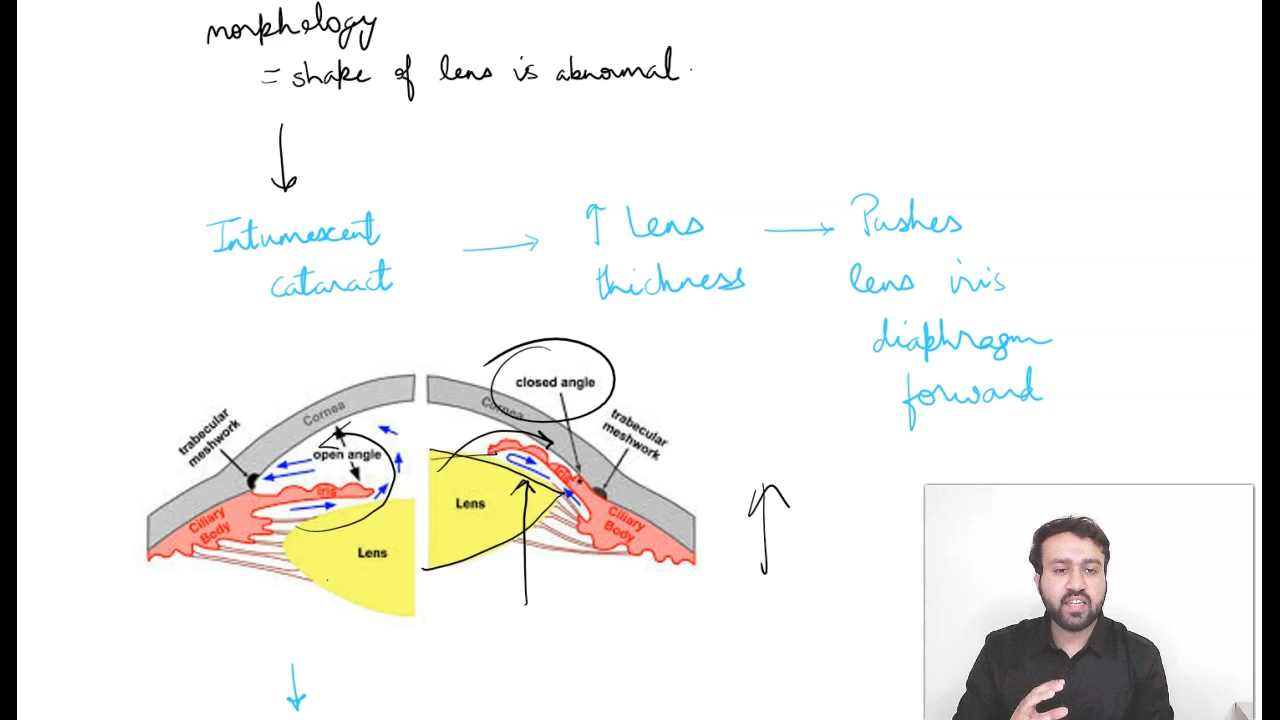 morphology
= shape of lens is abnormal.
Intumescent
cataract
↑ Lens
thickness
Pushes
lens iris
diaphragm
forward
trabecular
meshwork
Cornea
open angle
Iris
Ciliary
Body
Lens
closed angle
Cornea
trabecular
meshwork
Iris
Lens
Ciliary
Body